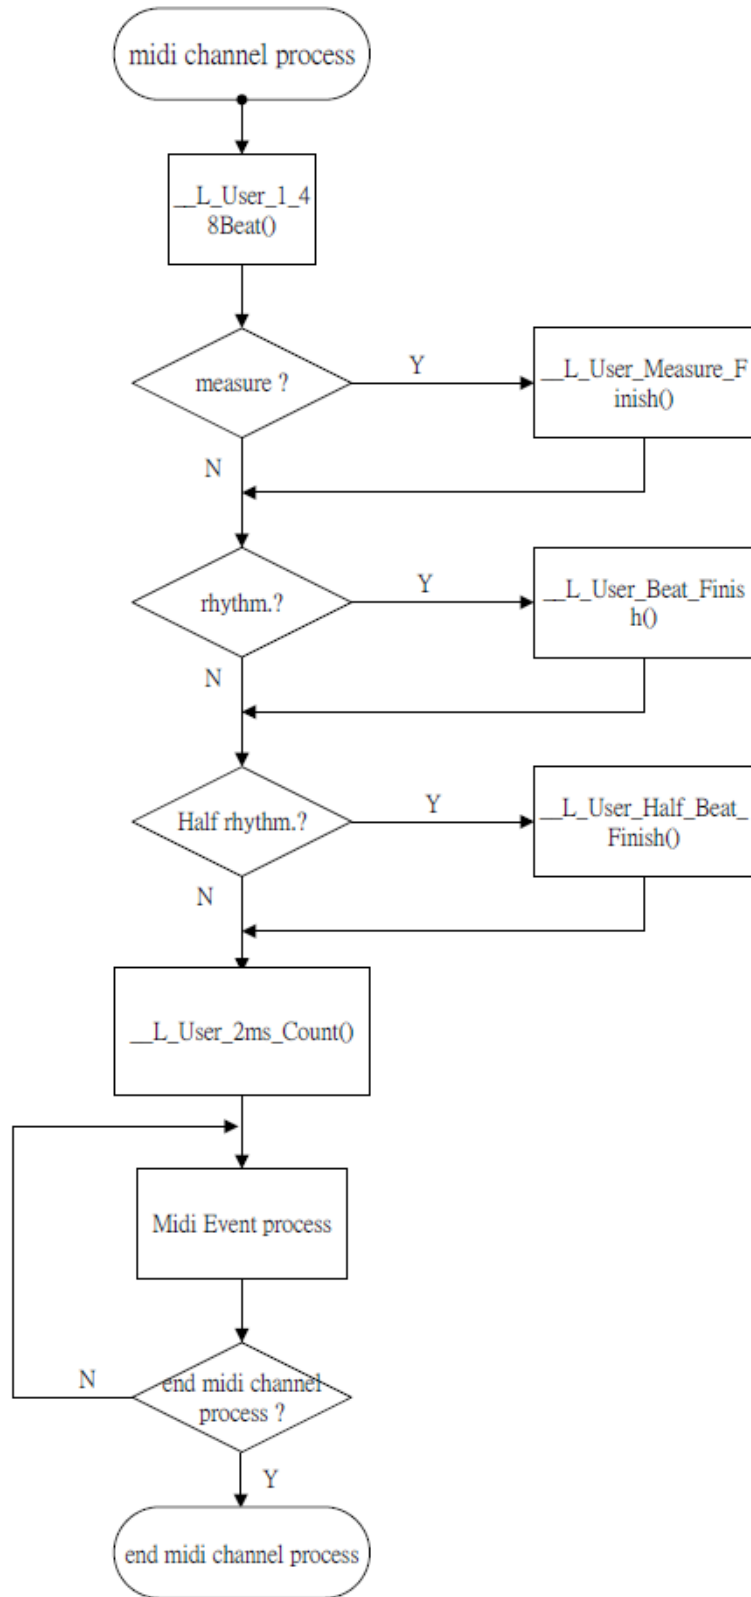 midi channel process
__L_User_1_4
8Beat()
measure ?
Y
__L_User_Measure_F
inish()
N
rhythm.?
Y
__L_User_Beat_Finis
h()
N
Half rhythm.?
Y
__L_User_Half_Beat_
Finish()
N
__L_User_2ms_Count()
Midi Event process
N
end midi channel
process ?
Y
end midi channel process